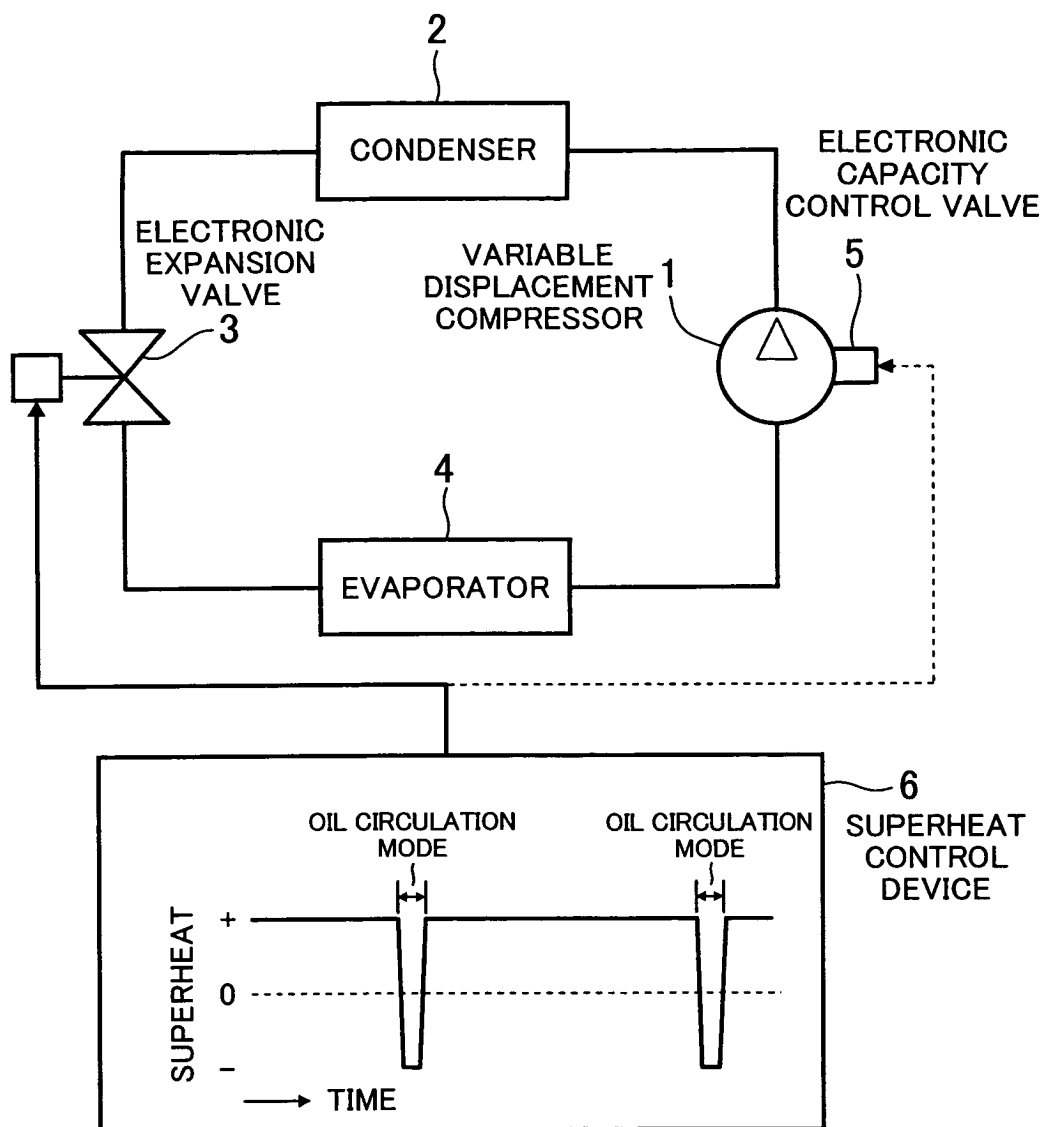 2
CONDENSER
ELECTRONIC
CAPACITY
CONTROL VALVE
5
ELECTRONIC
EXPANSION
VALVE
3
VARIABLE
DISPLACEMENT
COMPRESSOR
1
4
EVAPORATOR
6
SUPERHEAT
CONTROL
DEVICE
OIL CIRCULATION
MODE
OIL CIRCULATION
MODE
SUPERHEAT
+
0
−
TIME